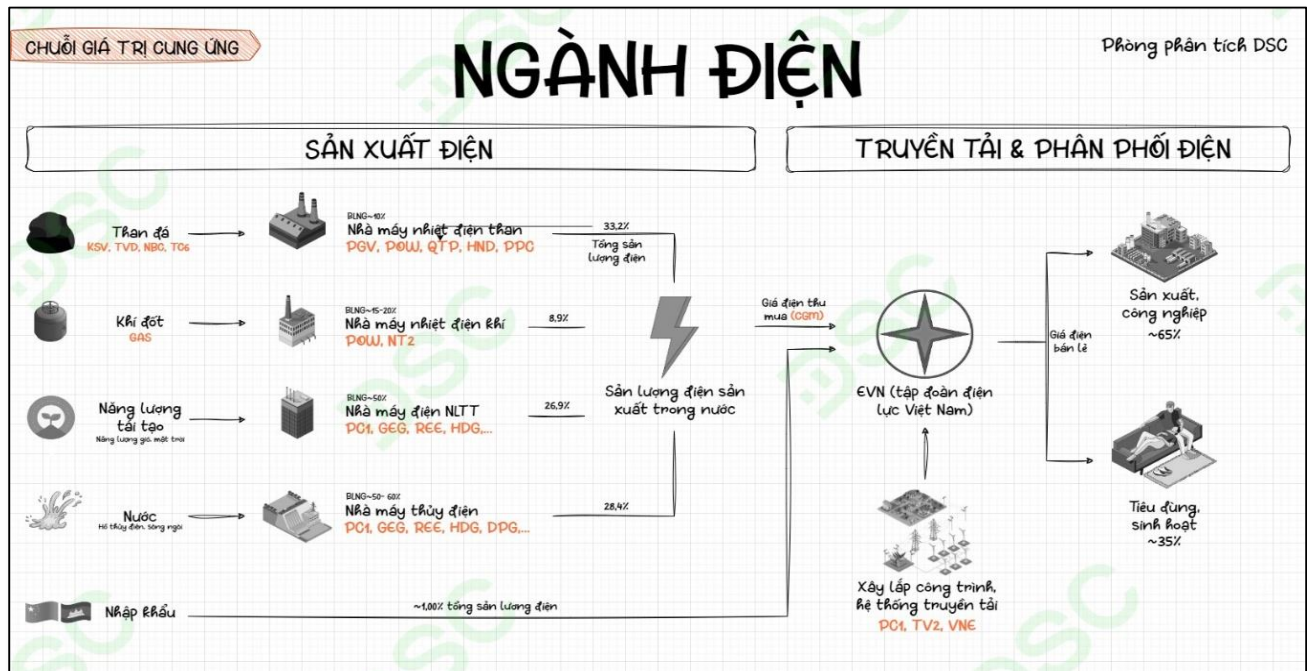 CHUỖI GIÁ TRỊ CUNG ỨNG
NGÀNH ĐIỆN
Phòng phân tích DSC
SẢN XUẤT ĐIỆN
TRUYỀN TẢI & PHÂN PHỐI ĐIỆN
Than đá
KSV, TVD, NBC, TC6
BLNG~10%
Nhà máy nhiệt điện than
PGV, POW, QTP, HND, PPC
33,2%
Tổng sản
lượng điện
Khí đốt
GAS
BLNG~15-20%
Nhà máy nhiệt điện khí
POW, NT2
8,9%
Năng lượng
tái tạo
Năng lượng gió, mặt trời
BLNG~50%
Nhà máy điện NLTT
PC1, GEG, REE, HDG,...
26,9%
Nước
Hồ thủy điện, sông ngòi
BLNG~50- 60%
Nhà máy thủy điện
PC1, GEG, REE, HDG, DPG,...
28,4%
Nhập khẩu
~1,00% tổng sản lượng điện
Sản lượng điện sản
xuất trong nước
Giá điện thu
mua (CGM)
EVN (tập đoàn điện
lực Việt Nam)
Giá điện
bán lẻ
Sản xuất,
công nghiệp
~65%
Tiêu dùng,
sinh hoạt
~35%
Xây lắp công trình,
hệ thống truyền tải
PC1, TV2, VNE
DSC
DSC
DSC
DSC
DSC
DSC